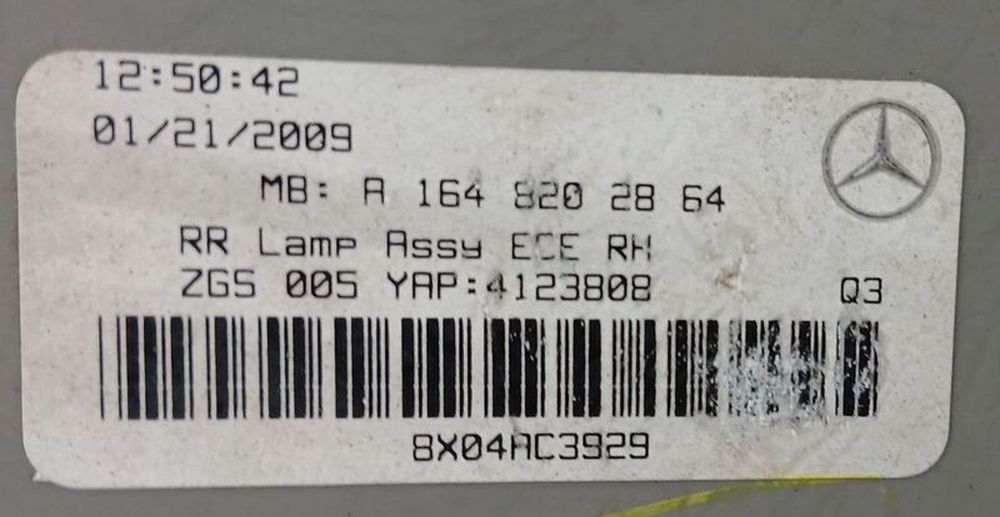 12:50:42
01/21/2009
MB: A 164 820 28 64
RR Lamp Assy ECE RH
ZGS 005 YAP:4123808 Q3
8X04AC3929